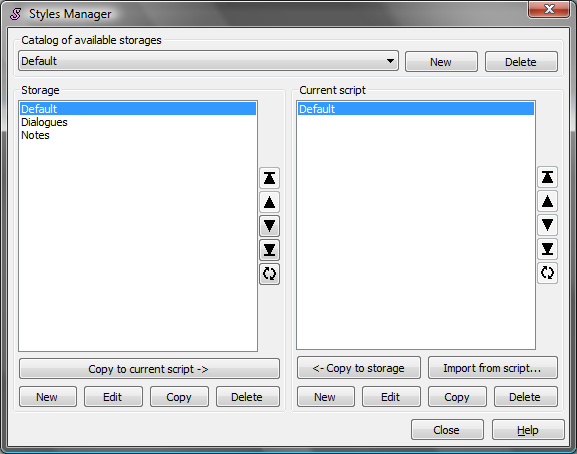 Styles Manager
Catalog of available storages
Default
New
Delete
Storage
Default
Dialogues
Notes
Copy to current script ->
New
Edit
Copy
Delete
Current script
Default
<- Copy to storage
Import from script...
New
Edit
Copy
Delete
Close
Help